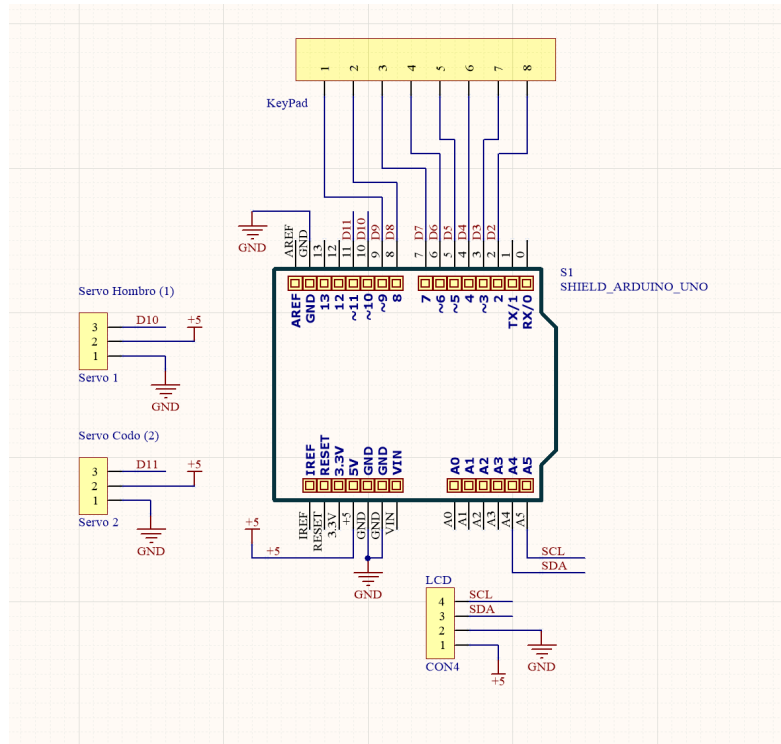 1 2 3 4 5 6 7 8
KeyPad
GND
AREF
GND
13
12
11 D11
10 D10
9 D9
8 D8
7 D7
6 D6
5 D5
4 D4
3 D3
2 D2
1
0
S1
SHIELD_ARDUINO_UNO
AREF
GND
13
12
~11
~10
~9
8
7
~6
~5
4
~3
2
TX/1
RX/0
Servo Hombro (1)
3 D10 +5
2
1
Servo 1
GND
Servo Codo (2)
3 D11 +5
2
1
Servo 2
GND
IREF
RESET
3.3V
5V
GND
GND
VIN
A0
A1
A2
A3
A4
A5
IREF
RESET
3.3V
+5
GND
GND
VIN
A0
A1
A2
A3
A4
A5
+5
+5
GND
SCL
SDA
LCD
4 SCL
3 SDA
2
1
CON4
GND
+5